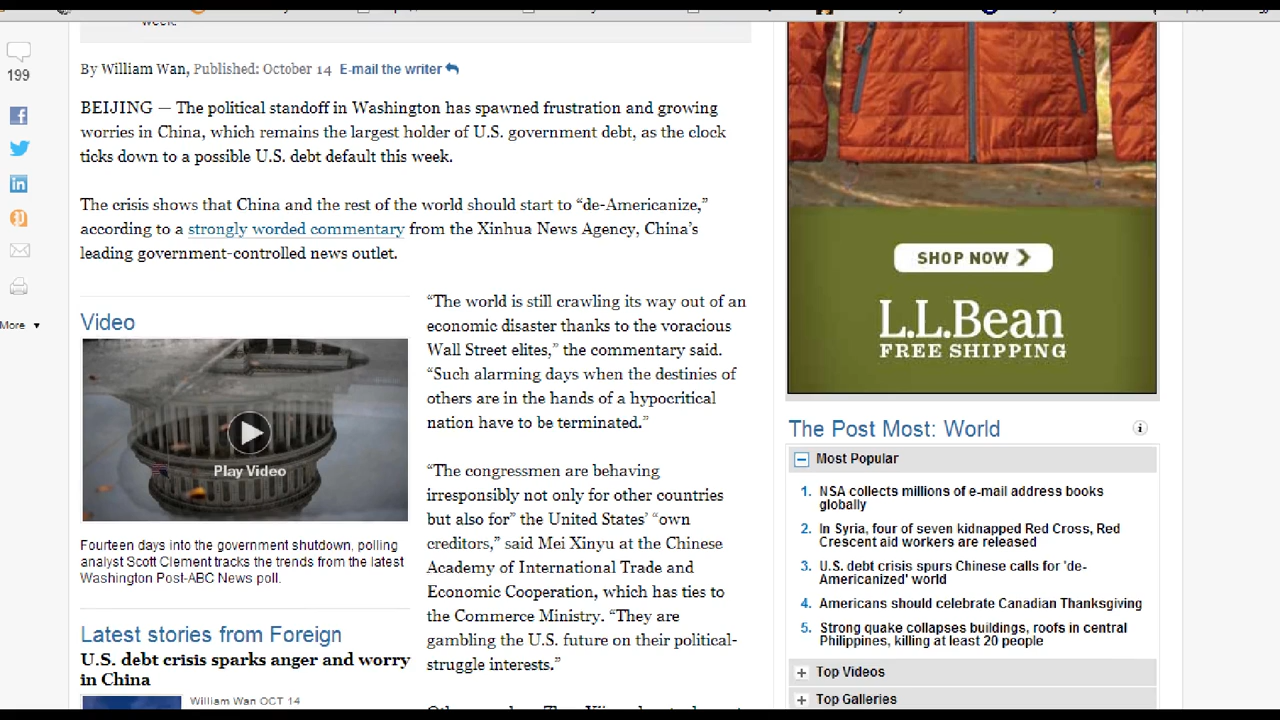 week.
199
More
By William Wan, Published: October 14 E-mail the writer
BEIJING — The political standoff in Washington has spawned frustration and growing
worries in China, which remains the largest holder of U.S. government debt, as the clock
ticks down to a possible U.S. debt default this week.
The crisis shows that China and the rest of the world should start to “de-Americanize,”
according to a strongly worded commentary from the Xinhua News Agency, China’s
leading government-controlled news outlet.
Video
Play Video
Fourteen days into the government shutdown, polling
analyst Scott Clement tracks the trends from the latest
Washington Post-ABC News poll.
Latest stories from Foreign
U.S. debt crisis sparks anger and worry
in China
William Wan OCT 14
“The world is still crawling its way out of an
economic disaster thanks to the voracious
Wall Street elites,” the commentary said.
“Such alarming days when the destinies of
others are in the hands of a hypocritical
nation have to be terminated.”
“The congressmen are behaving
irresponsibly not only for other countries
but also for” the United States’ “own
creditors,” said Mei Xinyu at the Chinese
Academy of International Trade and
Economic Cooperation, which has ties to
the Commerce Ministry. “They are
gambling the U.S. future on their political-
struggle interests.”
SHOP NOW
L.L.Bean
FREE SHIPPING
The Post Most: World
Most Popular
1. NSA collects millions of e-mail address books
globally
2. In Syria, four of seven kidnapped Red Cross, Red
Crescent aid workers are released
3. U.S. debt crisis spurs Chinese calls for 'de-
Americanized' world
4. Americans should celebrate Canadian Thanksgiving
5. Strong quake collapses buildings, roofs in central
Philippines, killing at least 20 people
Top Videos
Top Galleries